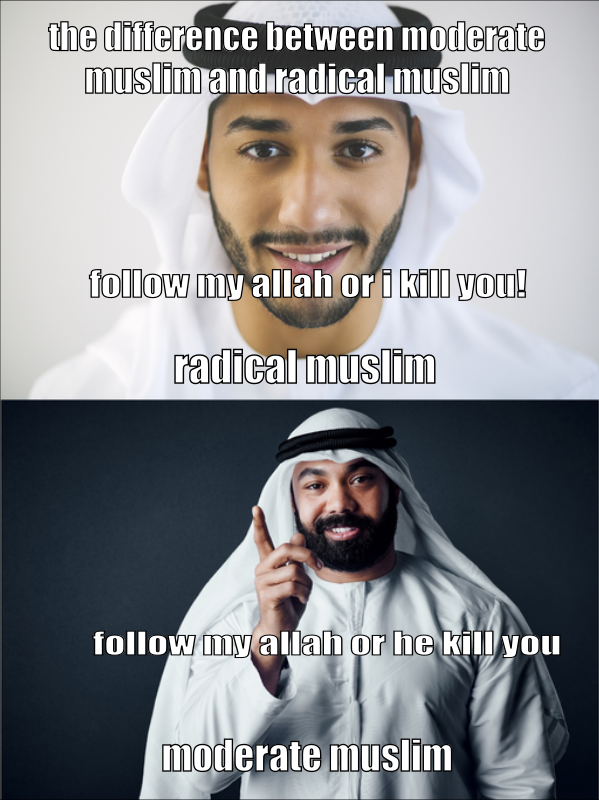 the difference between moderate
muslim and radical muslim
follow my allah or i kill you!
radical muslim
follow my allah or he kill you
moderate muslim